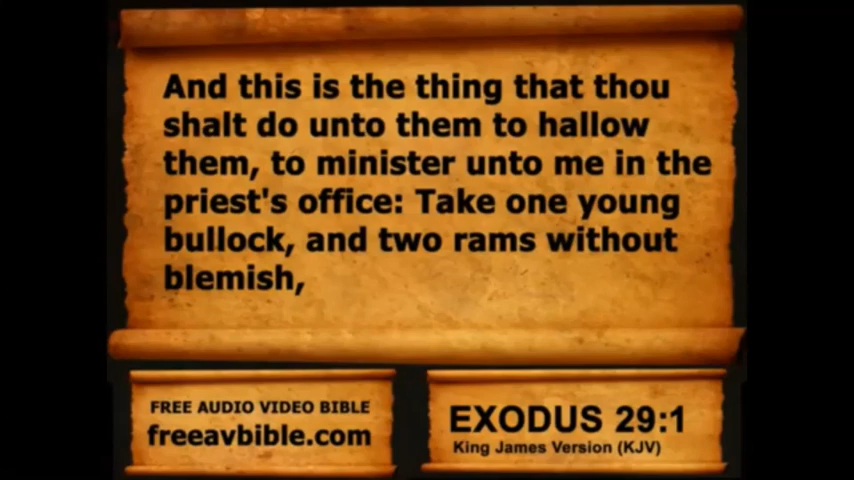 And this is the thing that thou
shalt do unto them to hallow
them, to minister unto me in the
priest's office: Take one young
bullock, and two rams without
blemish,
FREE AUDIO VIDEO BIBLE
freeavbible.com
EXODUS 29:1
King James Version (KJV)